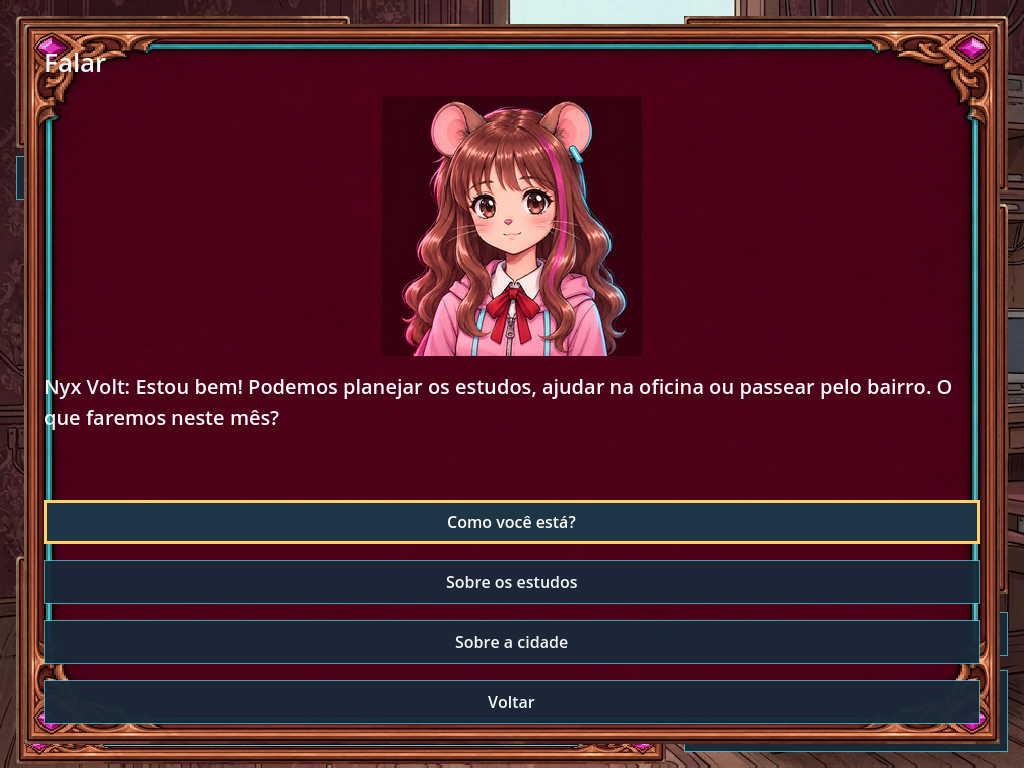 Falar
Nyx Volt: Estou bem! Podemos planejar os estudos, ajudar na oficina ou passear pelo bairro. O
que faremos neste mês?
Como você está?
Sobre os estudos
Sobre a cidade
Voltar